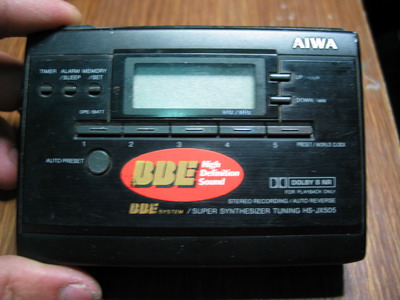 AIWA
TIMER ALARM /SLEEP MEMORY /SET
UP
DOWN
kHz / MHz
1 2 3 4 5 PRESET / WORLD CLOCK
AUTO PRESET
BBE High Definition Sound
DOLBY B NR
FOR PLAYBACK ONLY
STEREO RECORDING / AUTO REVERSE
BBE SYSTEM / SUPER SYNTHESIZER TUNING HS-JX505